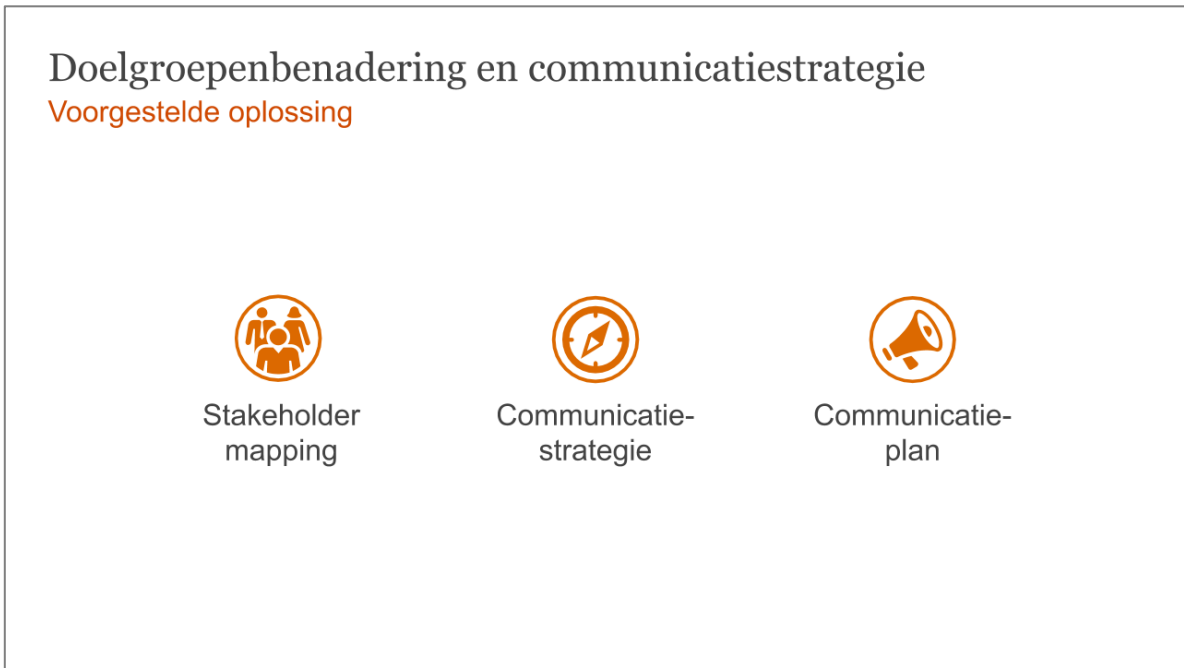 Doelgroepenbenadering en communicatiestrategie
Voorgestelde oplossing
Stakeholder
mapping
Communicatie-
strategie
Communicatie-
plan